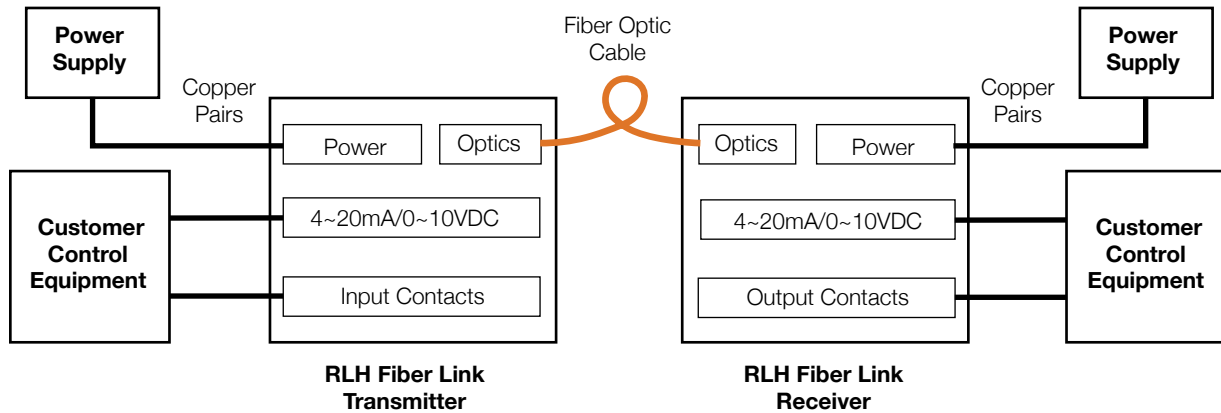 Power
Supply
Copper
Pairs
Power
Optics
4~20mA/0~10VDC
Input Contacts
Customer
Control
Equipment
RLH Fiber Link
Transmitter
Fiber Optic
Cable
Optics
Power
4~20mA/0~10VDC
Output Contacts
RLH Fiber Link
Receiver
Copper
Pairs
Power
Supply
Customer
Control
Equipment